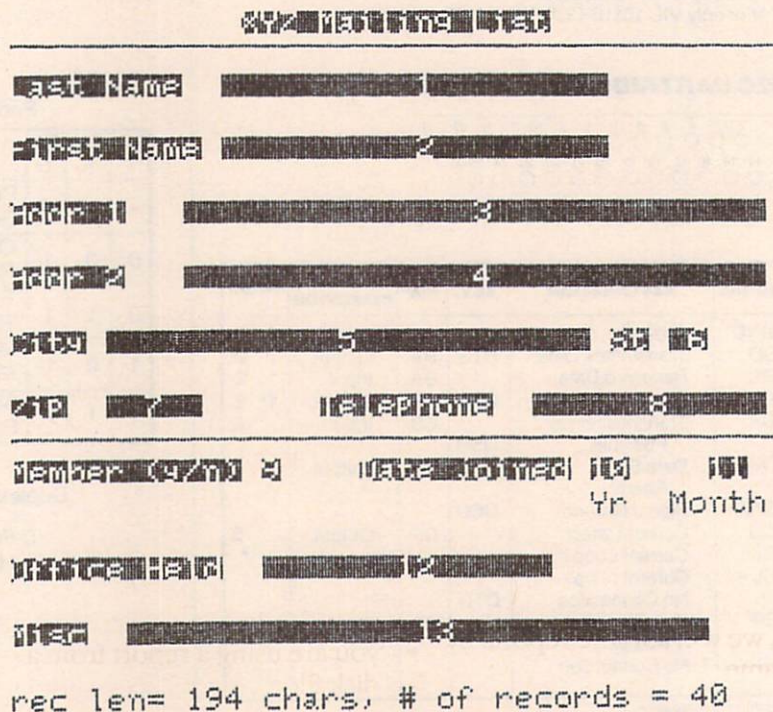 XYZ Mailing List
Last Name 1
First Name 2
Addr 1 3
Addr 2 4
City 5 St 6
Zip 7 Telephone 8
Member (y/n) 9 Date Joined 10 11
Yr Month
Office Held 12
Item 13
rec len= 194 chars, # of records = 40